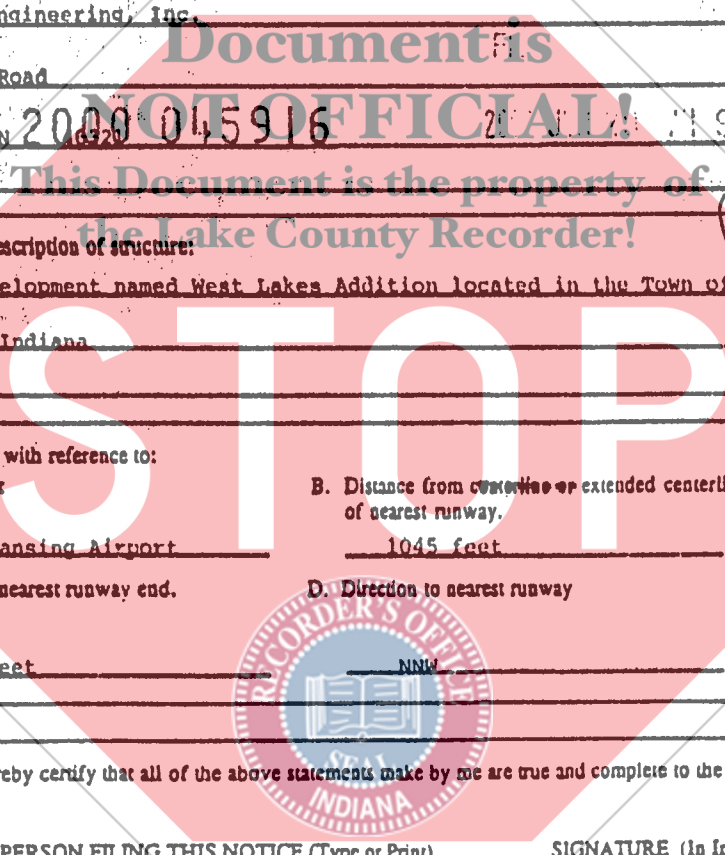 ngineering, Inc.
Document is
Road
NOT OFFICIAL!
2000 045916
This Document is the property of
the Lake County Recorder!
escription of structure:
elopment named West Lakes Addition located in the Town of
Indiana
STOP
with reference to:
B. Distance from centerline or extended centerli
of nearest runway.
ansing Airport
1045 feet
nearest runway end.
D. Direction to nearest runway
eet
NNW
RECORDER'S OFFICE
SEAL
INDIANA
reby certify that all of the above statements make by me are true and complete to the
PERSON FILING THIS NOTICE (Type or Print)
SIGNATURE (In In